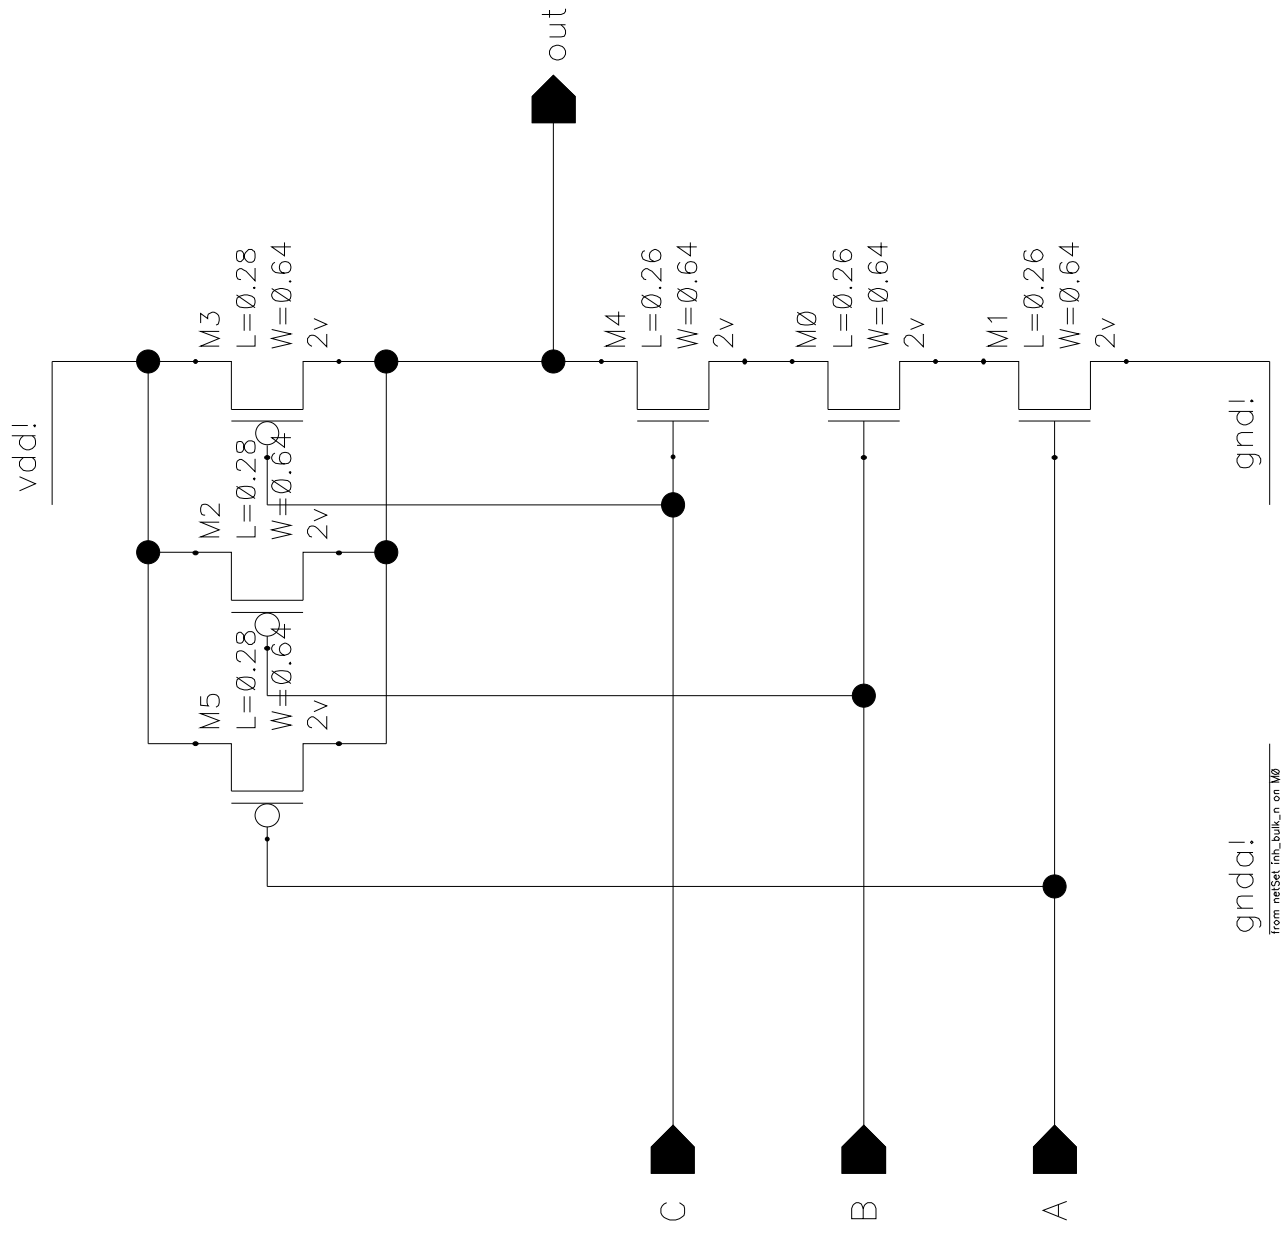 vdd!
M5
L=0.28
W=0.64
2v
M2
L=0.28
W=0.64
2v
M3
L=0.28
W=0.64
2v
out
C
M4
L=0.26
W=0.64
2v
B
M0
L=0.26
W=0.64
2v
A
M1
L=0.26
W=0.64
2v
gnda!
from netSet inh_bulk_n on M0
gnd!